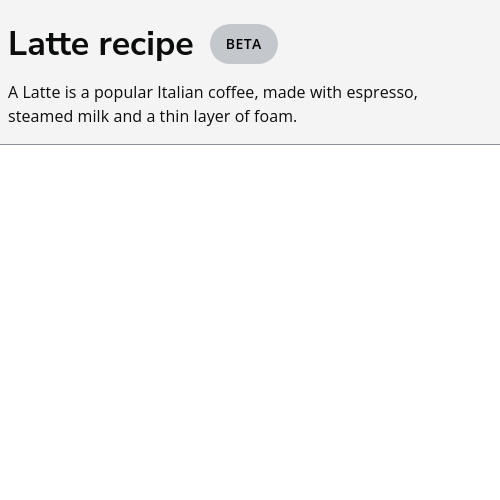 Latte recipe BETA
A Latte is a popular Italian coffee, made with espresso,
steamed milk and a thin layer of foam.